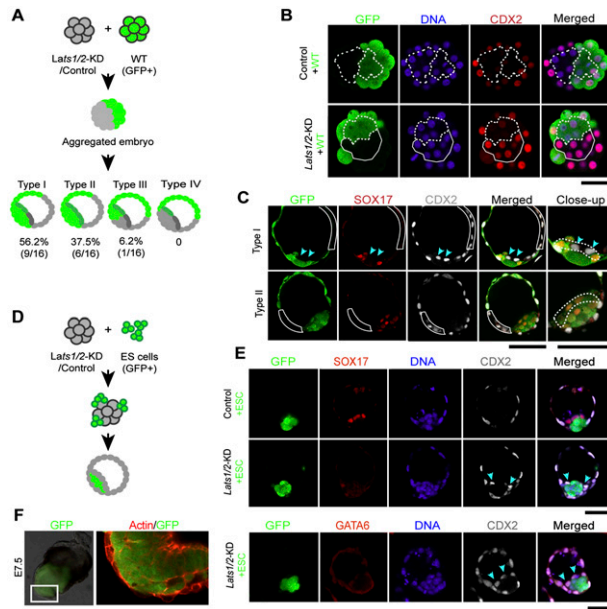 A
+
Lats1/2-KD
/Control
WT
(GFP+)
Aggregated embryo
Type I
Type II
Type III
Type IV
56.2%
37.5%
6.2%
0
(9/16)
(6/16)
(1/16)
B
GFP
DNA
CDX2
Merged
Control
+WT
Lats1/2-KD
+WT
C
GFP
SOX17
CDX2
Merged
Close-up
Type I
Type II
D
+
Lats1/2-KD
/Control
ES cells
(GFP+)
E
GFP
SOX17
DNA
CDX2
Merged
Control
+ESC
Lats1/2-KD
+ESC
GFP
GATA6
DNA
CDX2
Merged
Lats1/2-KD
+ESC
F
GFP
Actin/GFP
E7.5